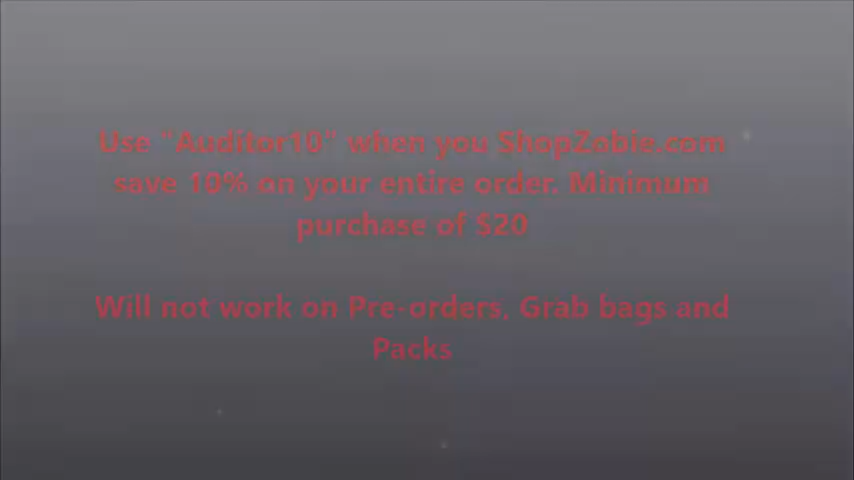 Use "Auditor10" when you ShopZobie.com
save 10% on your entire order. Minimum
purchase of $20
Will not work on Pre-orders, Grab bags and
Packs